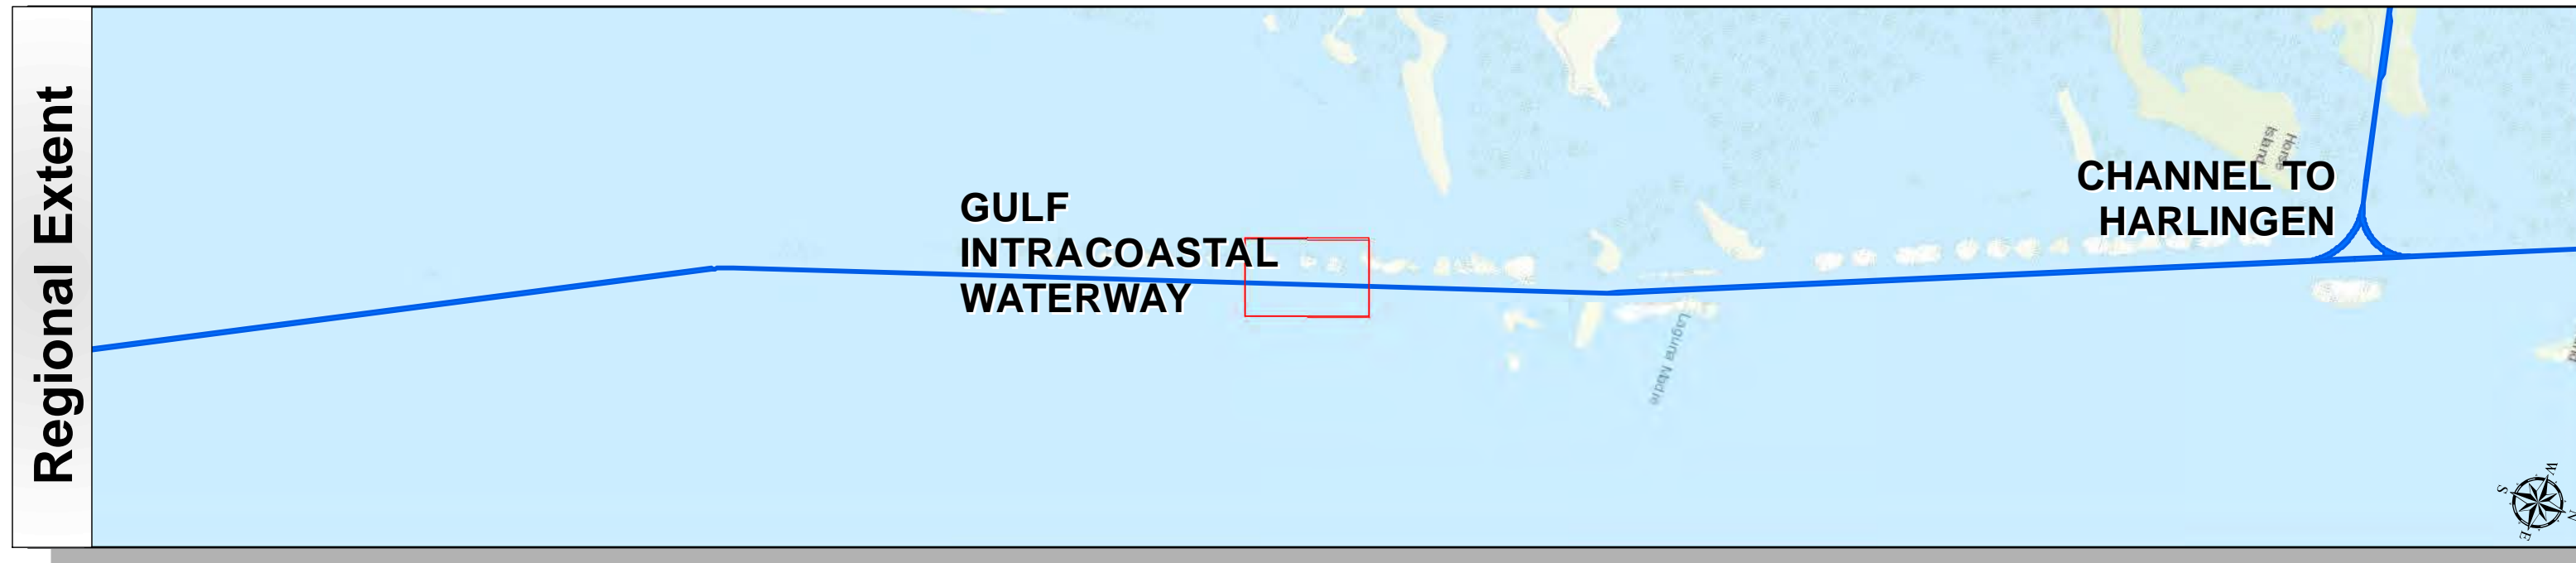 Regional Extent
GULF
INTRACOASTAL
WATERWAY
CHANNEL TO
HARLINGEN
Horse
Island
Laguna Madre
W
S
N
E